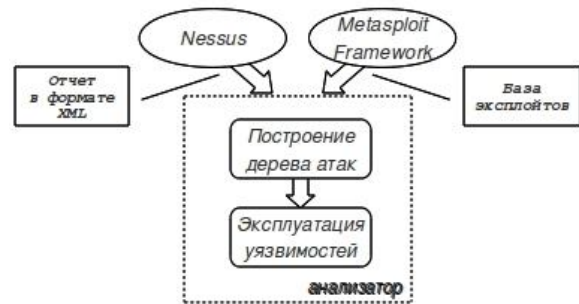 Nessus
Metasploit
Framework
Отчет
в формате
XML
База
эксплойтов
Построение
дерева атак
Эксплуатация
уязвимостей
анализатор